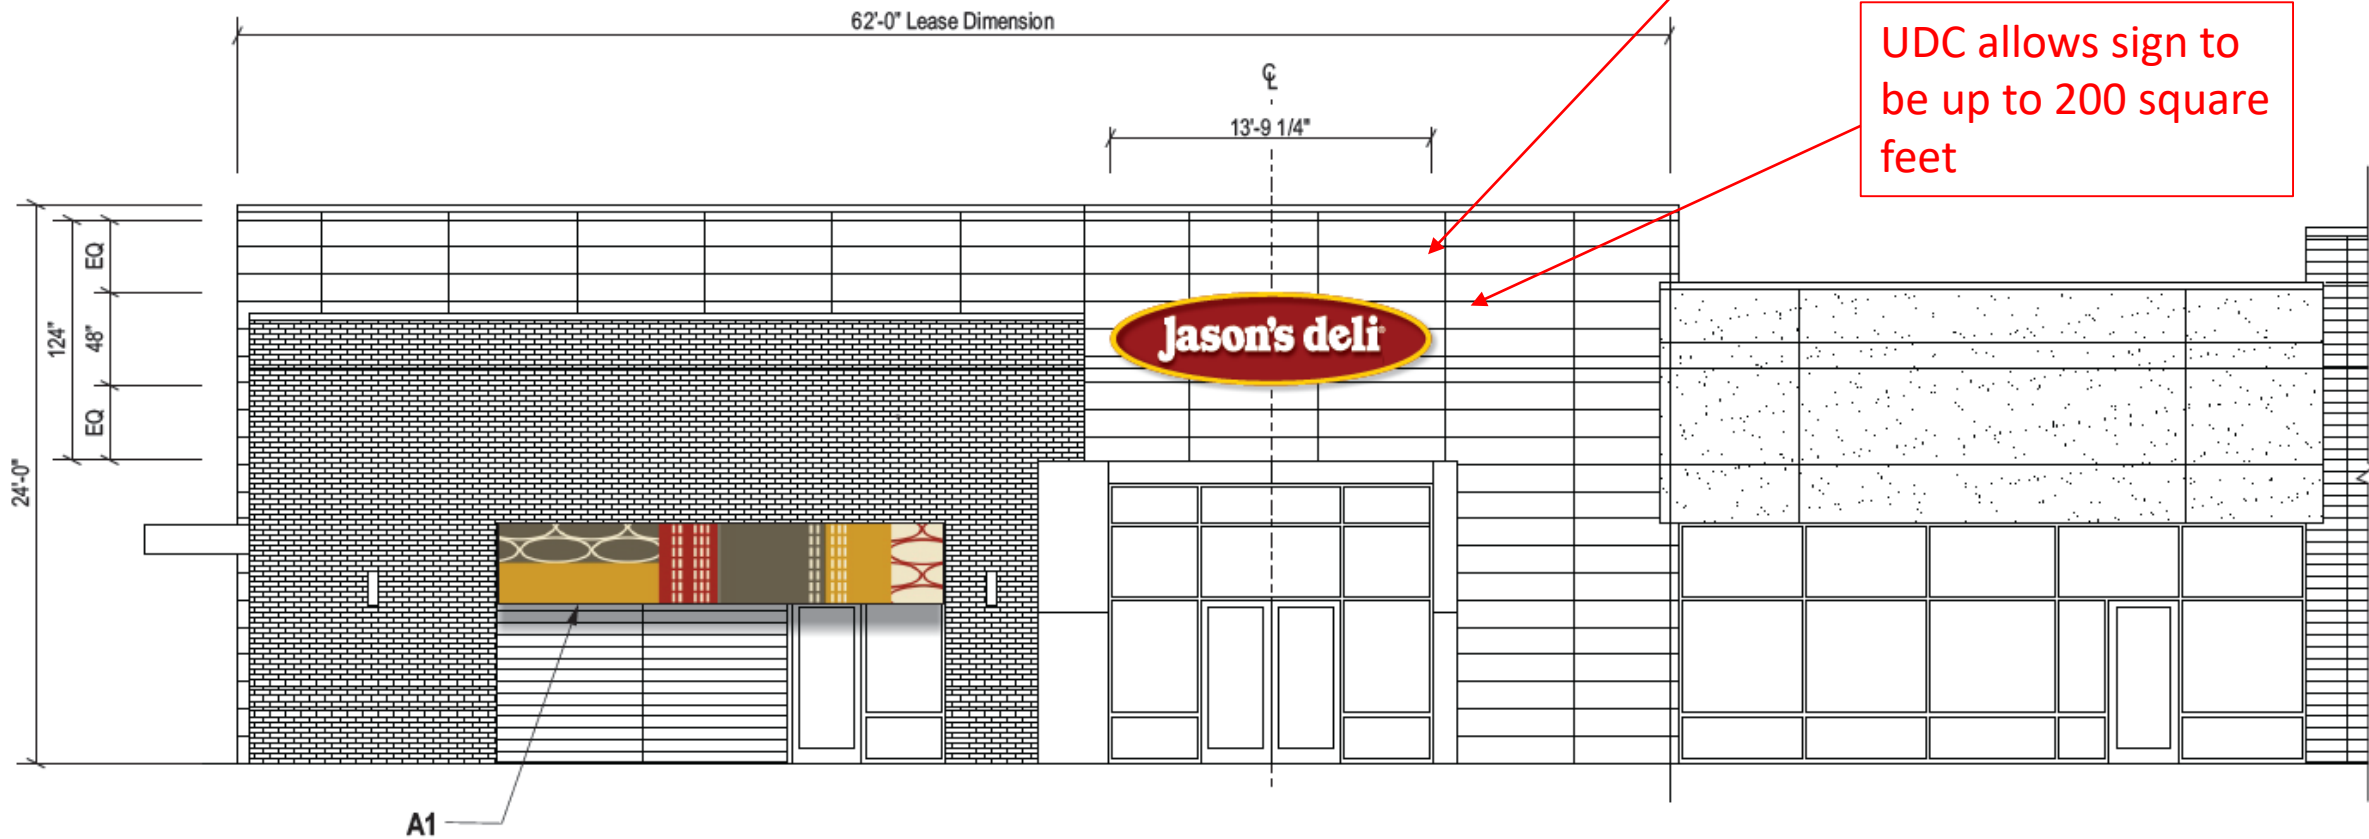 62'-0" Lease Dimension
UDC allows sign to
be up to 200 square
feet
℄
13'-9 1/4"
EQ
124"
48"
EQ
24'-0"
Jason's deli
A1